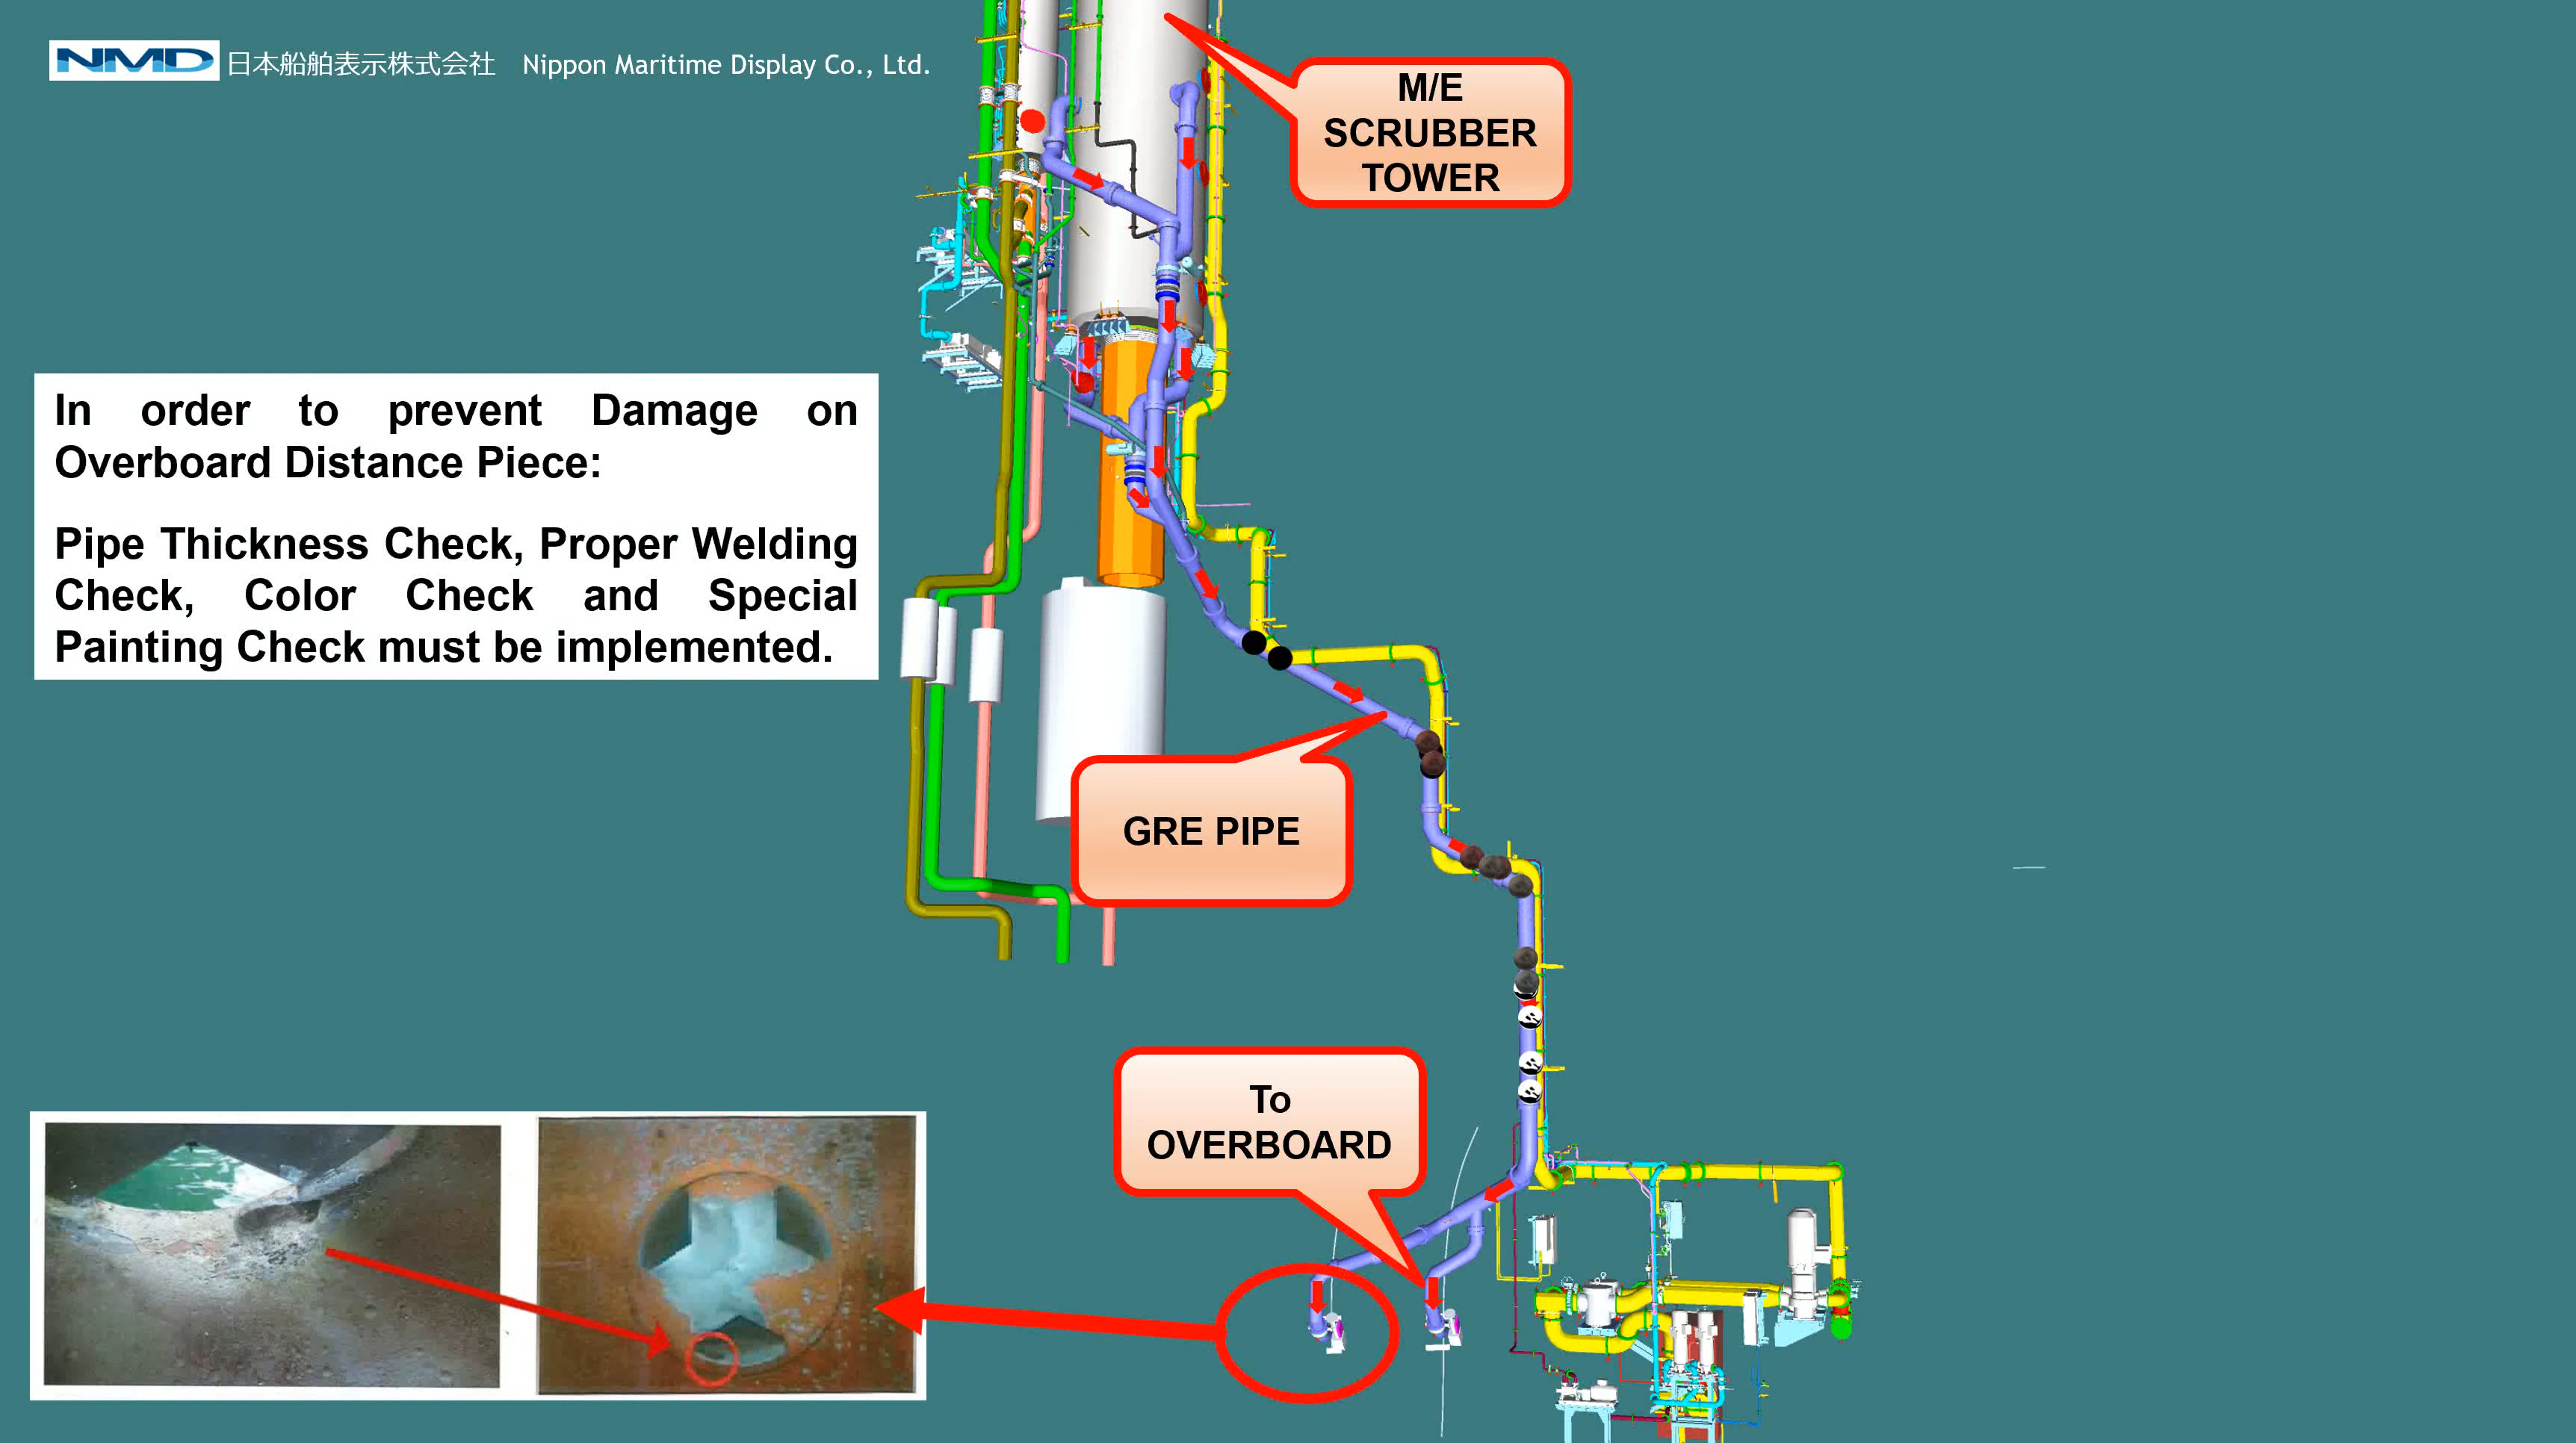 NMD 日本船舶表示株式会社 Nippon Maritime Display Co., Ltd.
M/E
SCRUBBER
TOWER
In order to prevent Damage on
Overboard Distance Piece:
Pipe Thickness Check, Proper Welding
Check, Color Check and Special
Painting Check must be implemented.
GRE PIPE
To
OVERBOARD